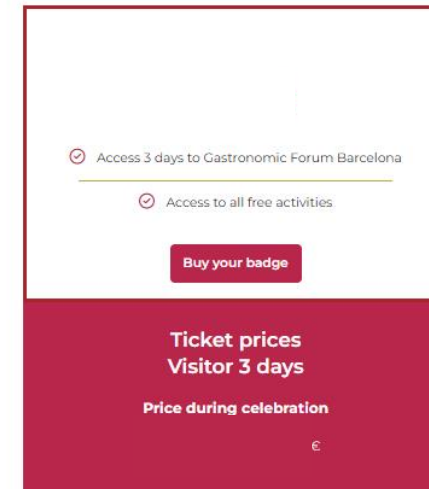 Access 3 days to Gastronomic Forum Barcelona
Access to all free activities
Buy your badge
Ticket prices
Visitor 3 days
Price during celebration
€